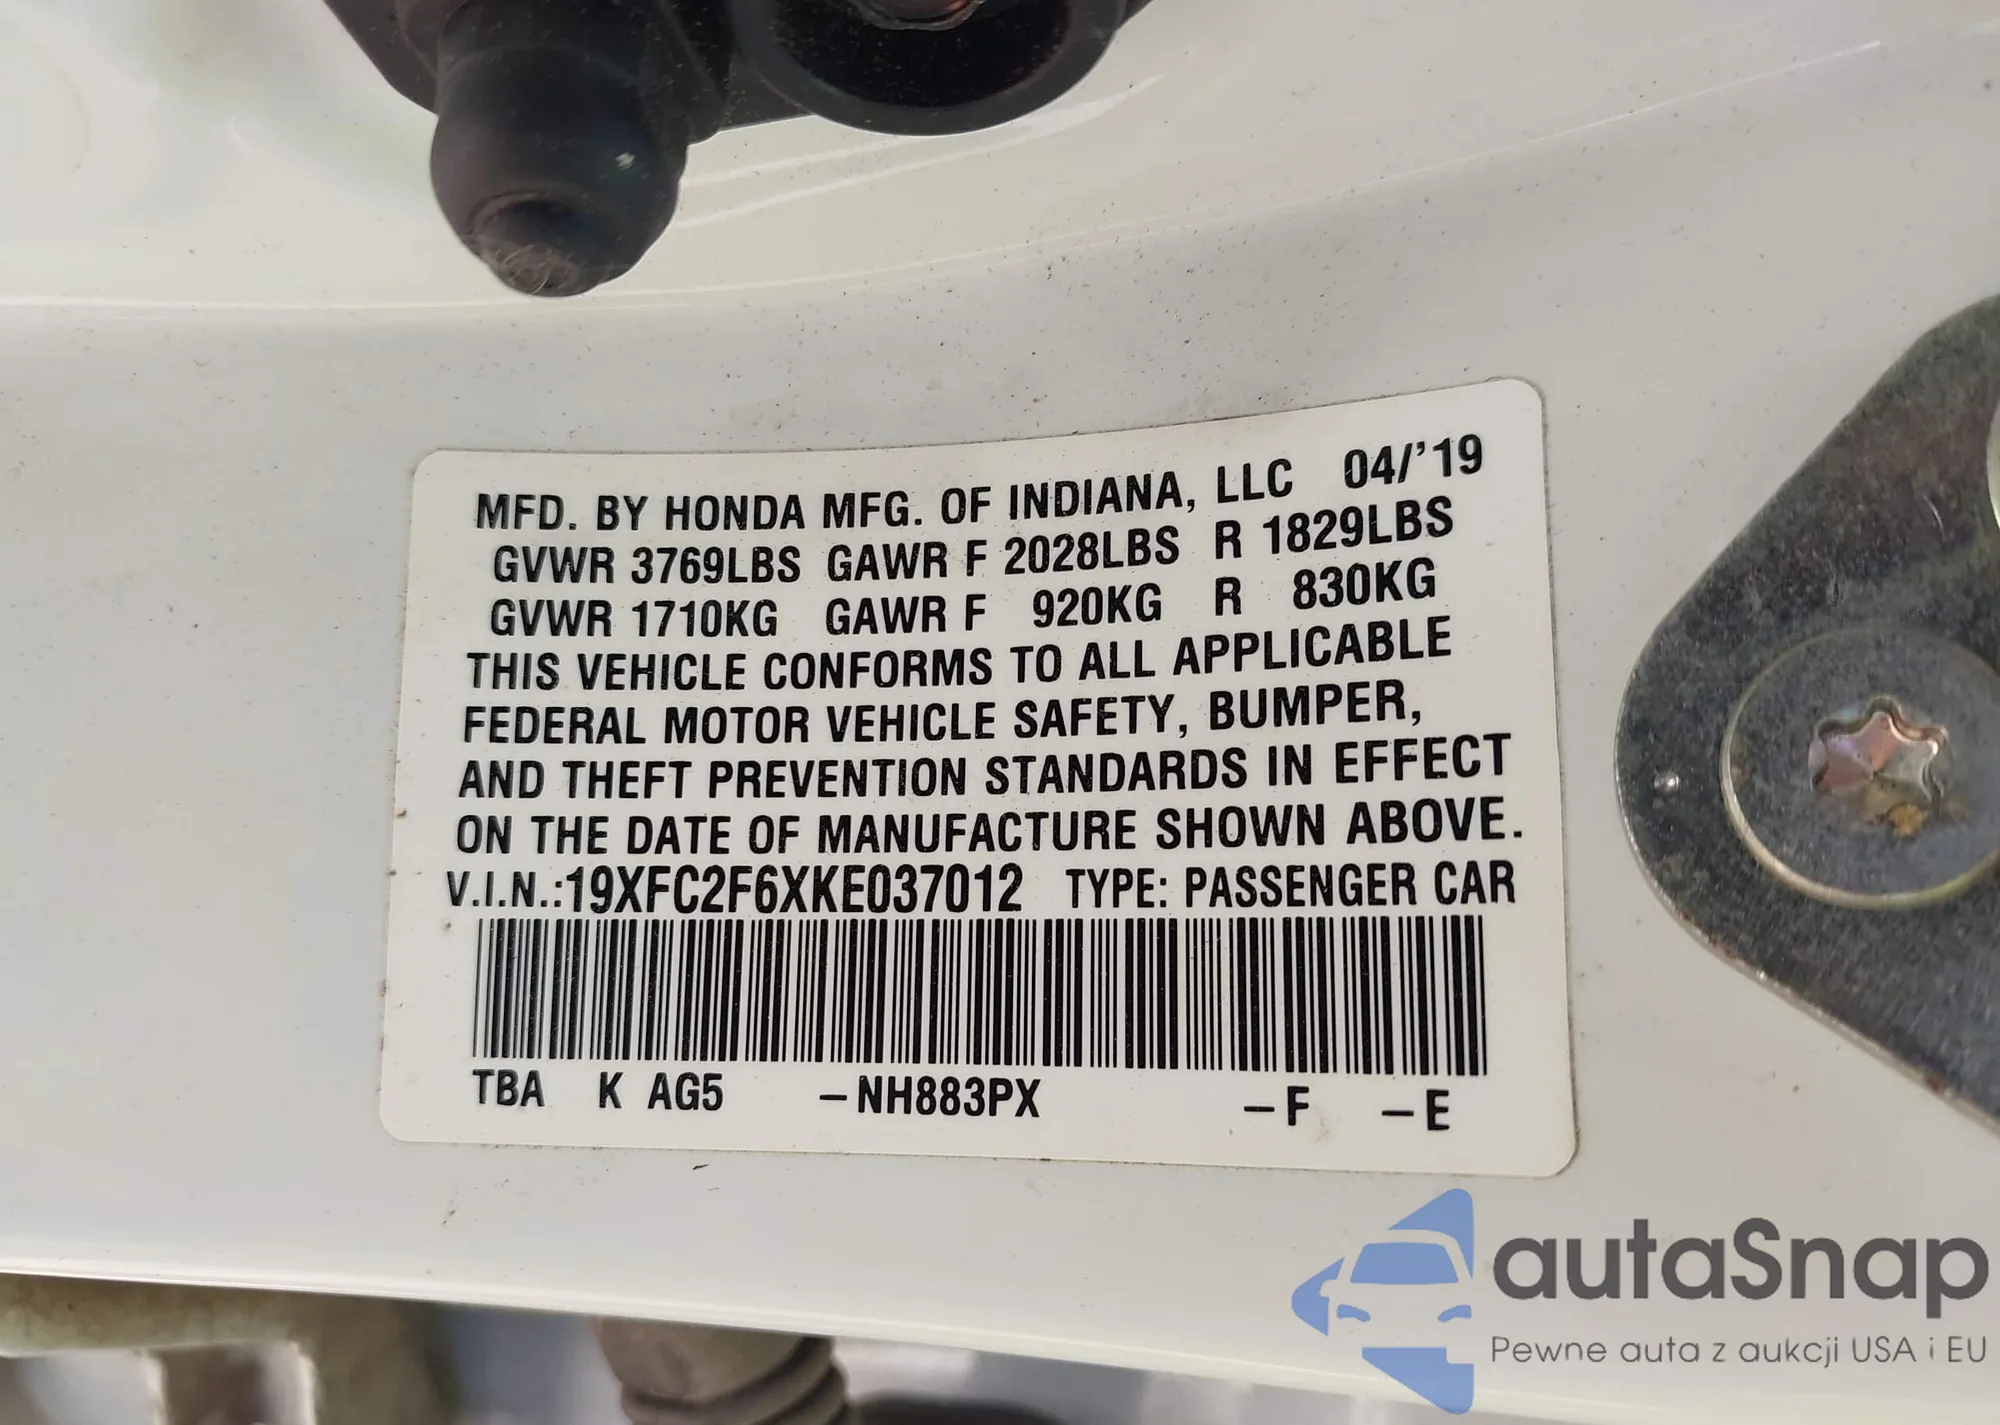 MFD. BY HONDA MFG. OF INDIANA, LLC 04/'19
GVWR 3769LBS GAWR F 2028LBS R 1829LBS
GVWR 1710KG GAWR F 920KG R 830KG
THIS VEHICLE CONFORMS TO ALL APPLICABLE
FEDERAL MOTOR VEHICLE SAFETY, BUMPER,
AND THEFT PREVENTION STANDARDS IN EFFECT
ON THE DATE OF MANUFACTURE SHOWN ABOVE.
V.I.N.:19XFC2F6XKE037012 TYPE: PASSENGER CAR
TBA K AG5 –NH883PX –F –E
autaSnap
Pewne auta z aukcji USA i EU